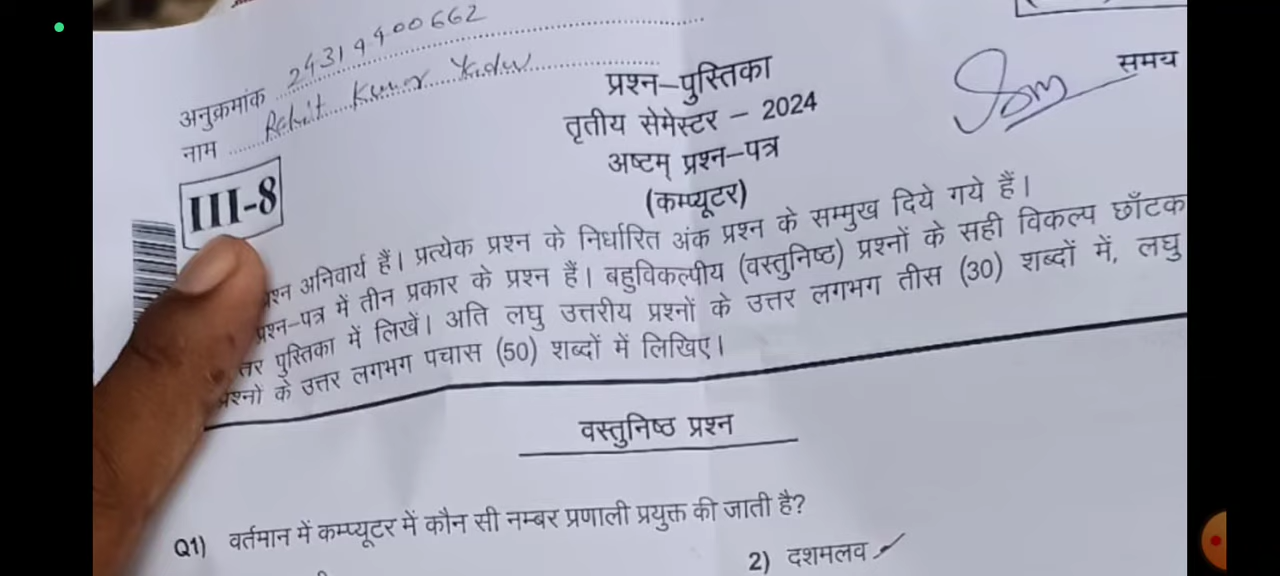 अनुक्रमांक 24319400662
नाम Kumar Yadav
प्रश्न-पुस्तिका
तृतीय सेमेस्टर – 2024
अष्टम् प्रश्न-पत्र
(कम्प्यूटर)
समय
III-8
प्रश्न अनिवार्य हैं। प्रत्येक प्रश्न के निर्धारित अंक प्रश्न के सम्मुख दिये गये हैं।
प्रश्न-पत्र में तीन प्रकार के प्रश्न हैं। बहुविकल्पीय (वस्तुनिष्ठ) प्रश्नों के सही विकल्प छाँटक
त्तर पुस्तिका में लिखें। अति लघु उत्तरीय प्रश्नों के उत्तर लगभग तीस (30) शब्दों में, लघु
प्रश्नों के उत्तर लगभग पचास (50) शब्दों में लिखिए।
वस्तुनिष्ठ प्रश्न
Q1) वर्तमान में कम्प्यूटर में कौन सी नम्बर प्रणाली प्रयुक्त की जाती है?
2) दशमलव